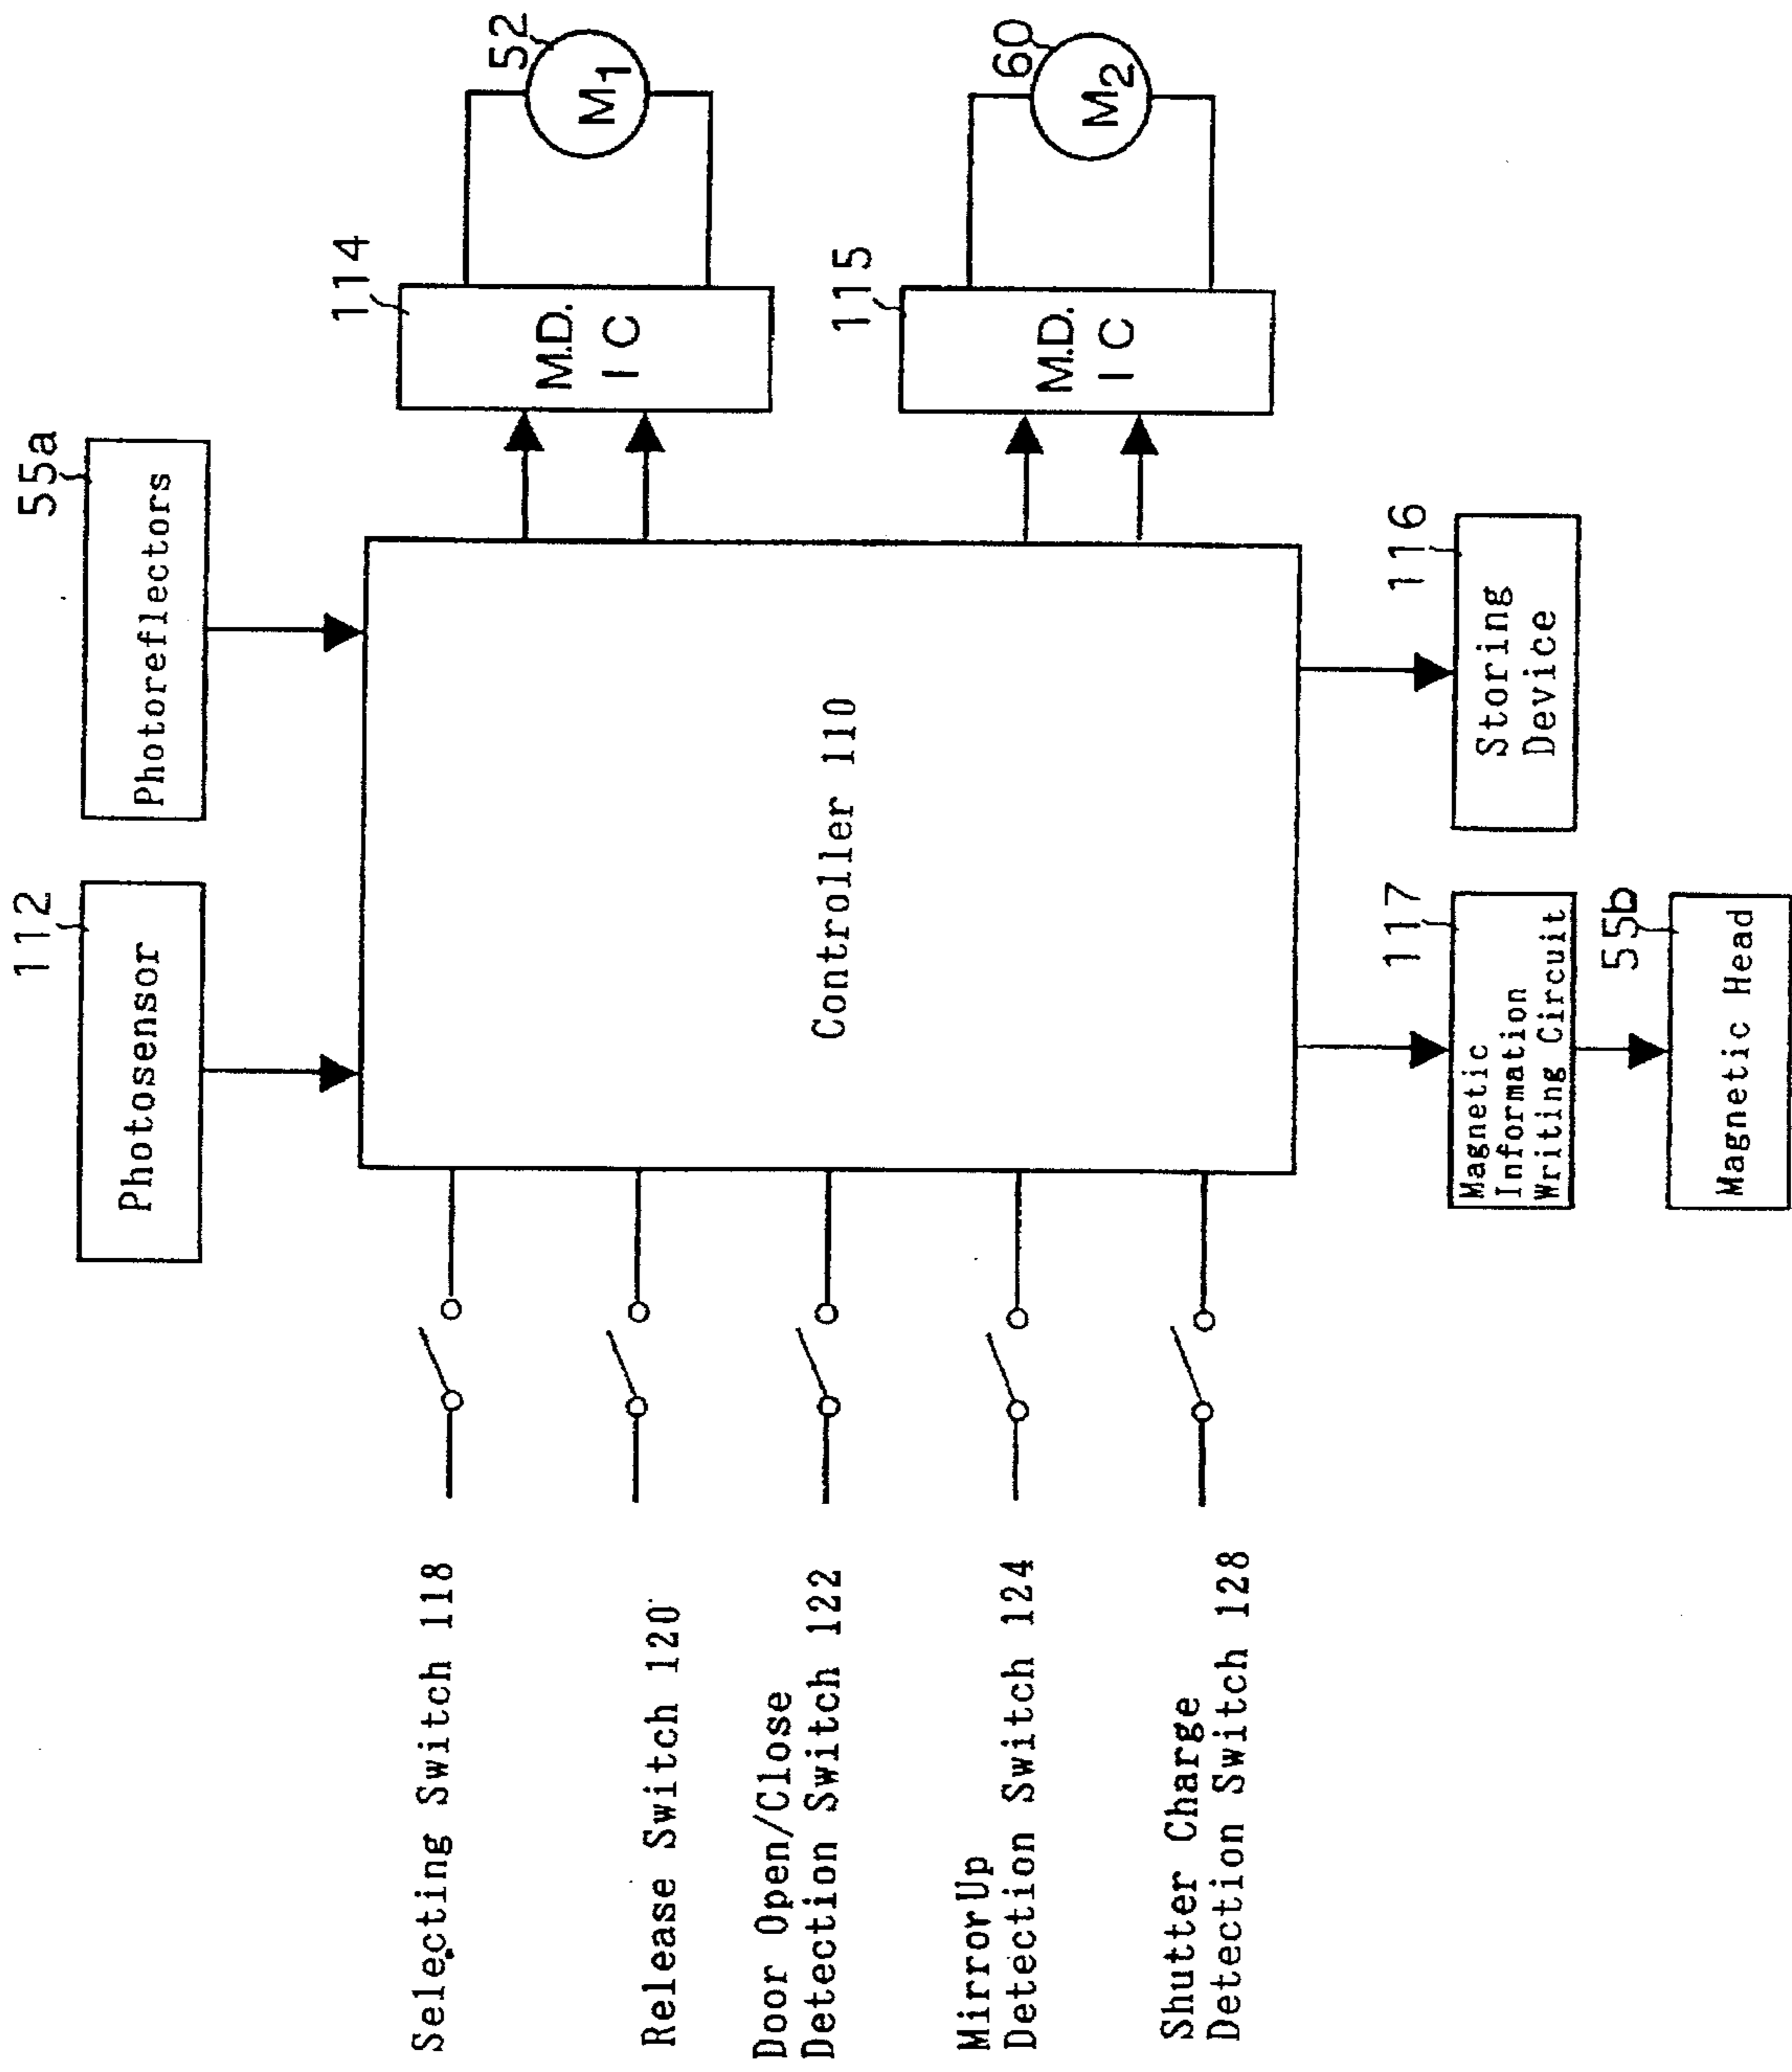 52
M1
60
M2
114
M.D.
IC
115
M.D.
IC
55a
Photoreflectors
112
Photosensor
Controller 110
116
Storing
Device
117
Magnetic
Information
Writing Circuit
55b
Magnetic Head
Selecting Switch 118
Release Switch 120
Door Open/Close
Detection Switch 122
Mirror Up
Detection Switch 124
Shutter Charge
Detection Switch 128